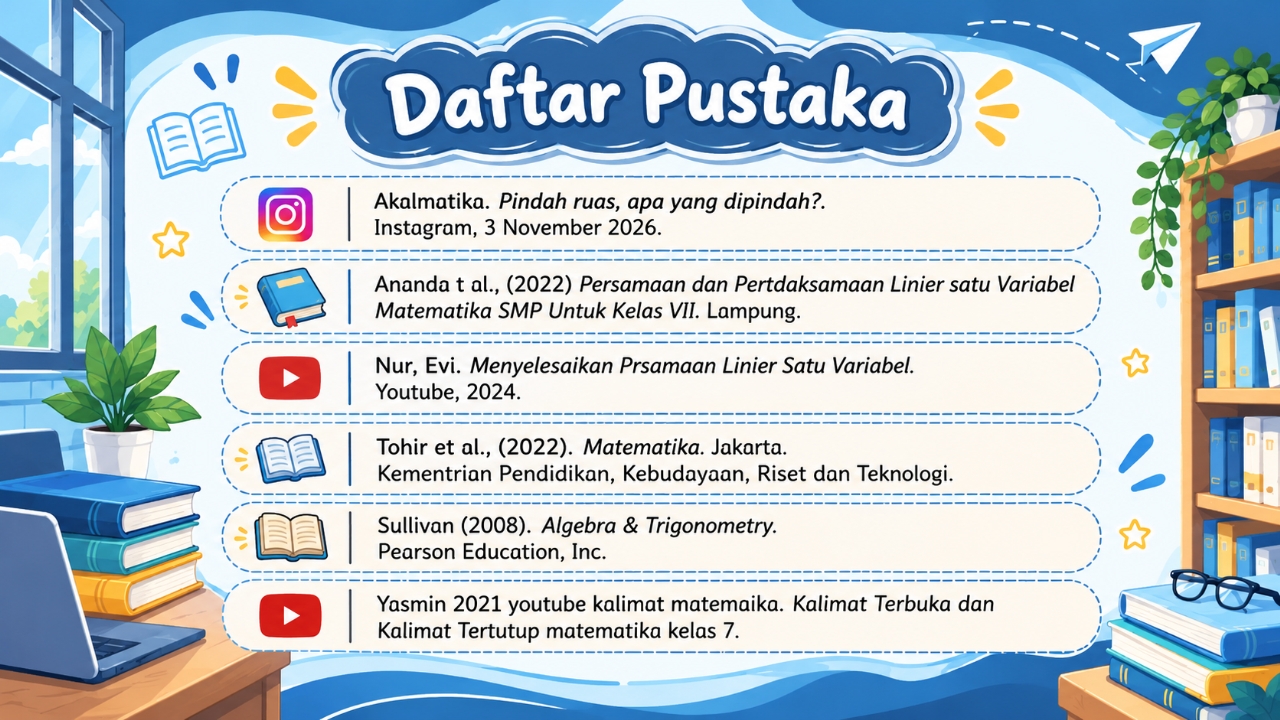 Daftar Pustaka
Akalmatika. Pindah ruas, apa yang dipindah?.
Instagram, 3 November 2026.
Ananda t al., (2022) Persamaan dan Pertdaksamaan Linier satu Variabel
Matematika SMP Untuk Kelas VII. Lampung.
Nur, Evi. Menyelesaikan Prsamaan Linier Satu Variabel.
Youtube, 2024.
Tohir et al., (2022). Matematika. Jakarta.
Kementrian Pendidikan, Kebudayaan, Riset dan Teknologi.
Sullivan (2008). Algebra & Trigonometry.
Pearson Education, Inc.
Yasmin 2021 youtube kalimat matemaika. Kalimat Terbuka dan
Kalimat Tertutup matematika kelas 7.